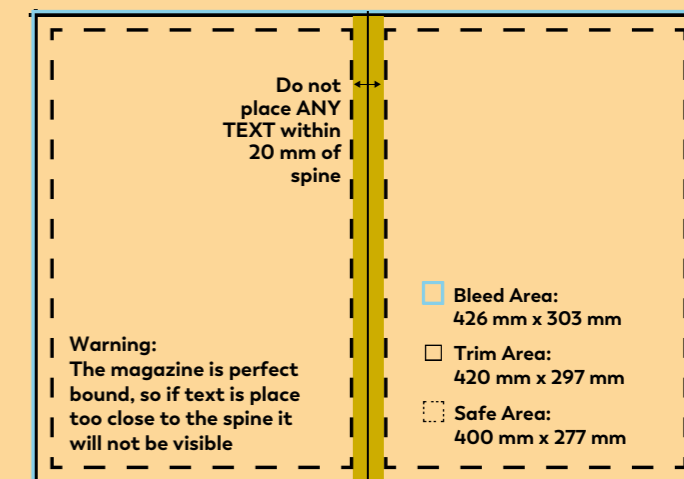 Do not
place ANY
TEXT within
20 mm of
spine
Warning:
The magazine is perfect
bound, so if text is place
too close to the spine it
will not be visible
Bleed Area:
426 mm x 303 mm
Trim Area:
420 mm x 297 mm
Safe Area:
400 mm x 277 mm